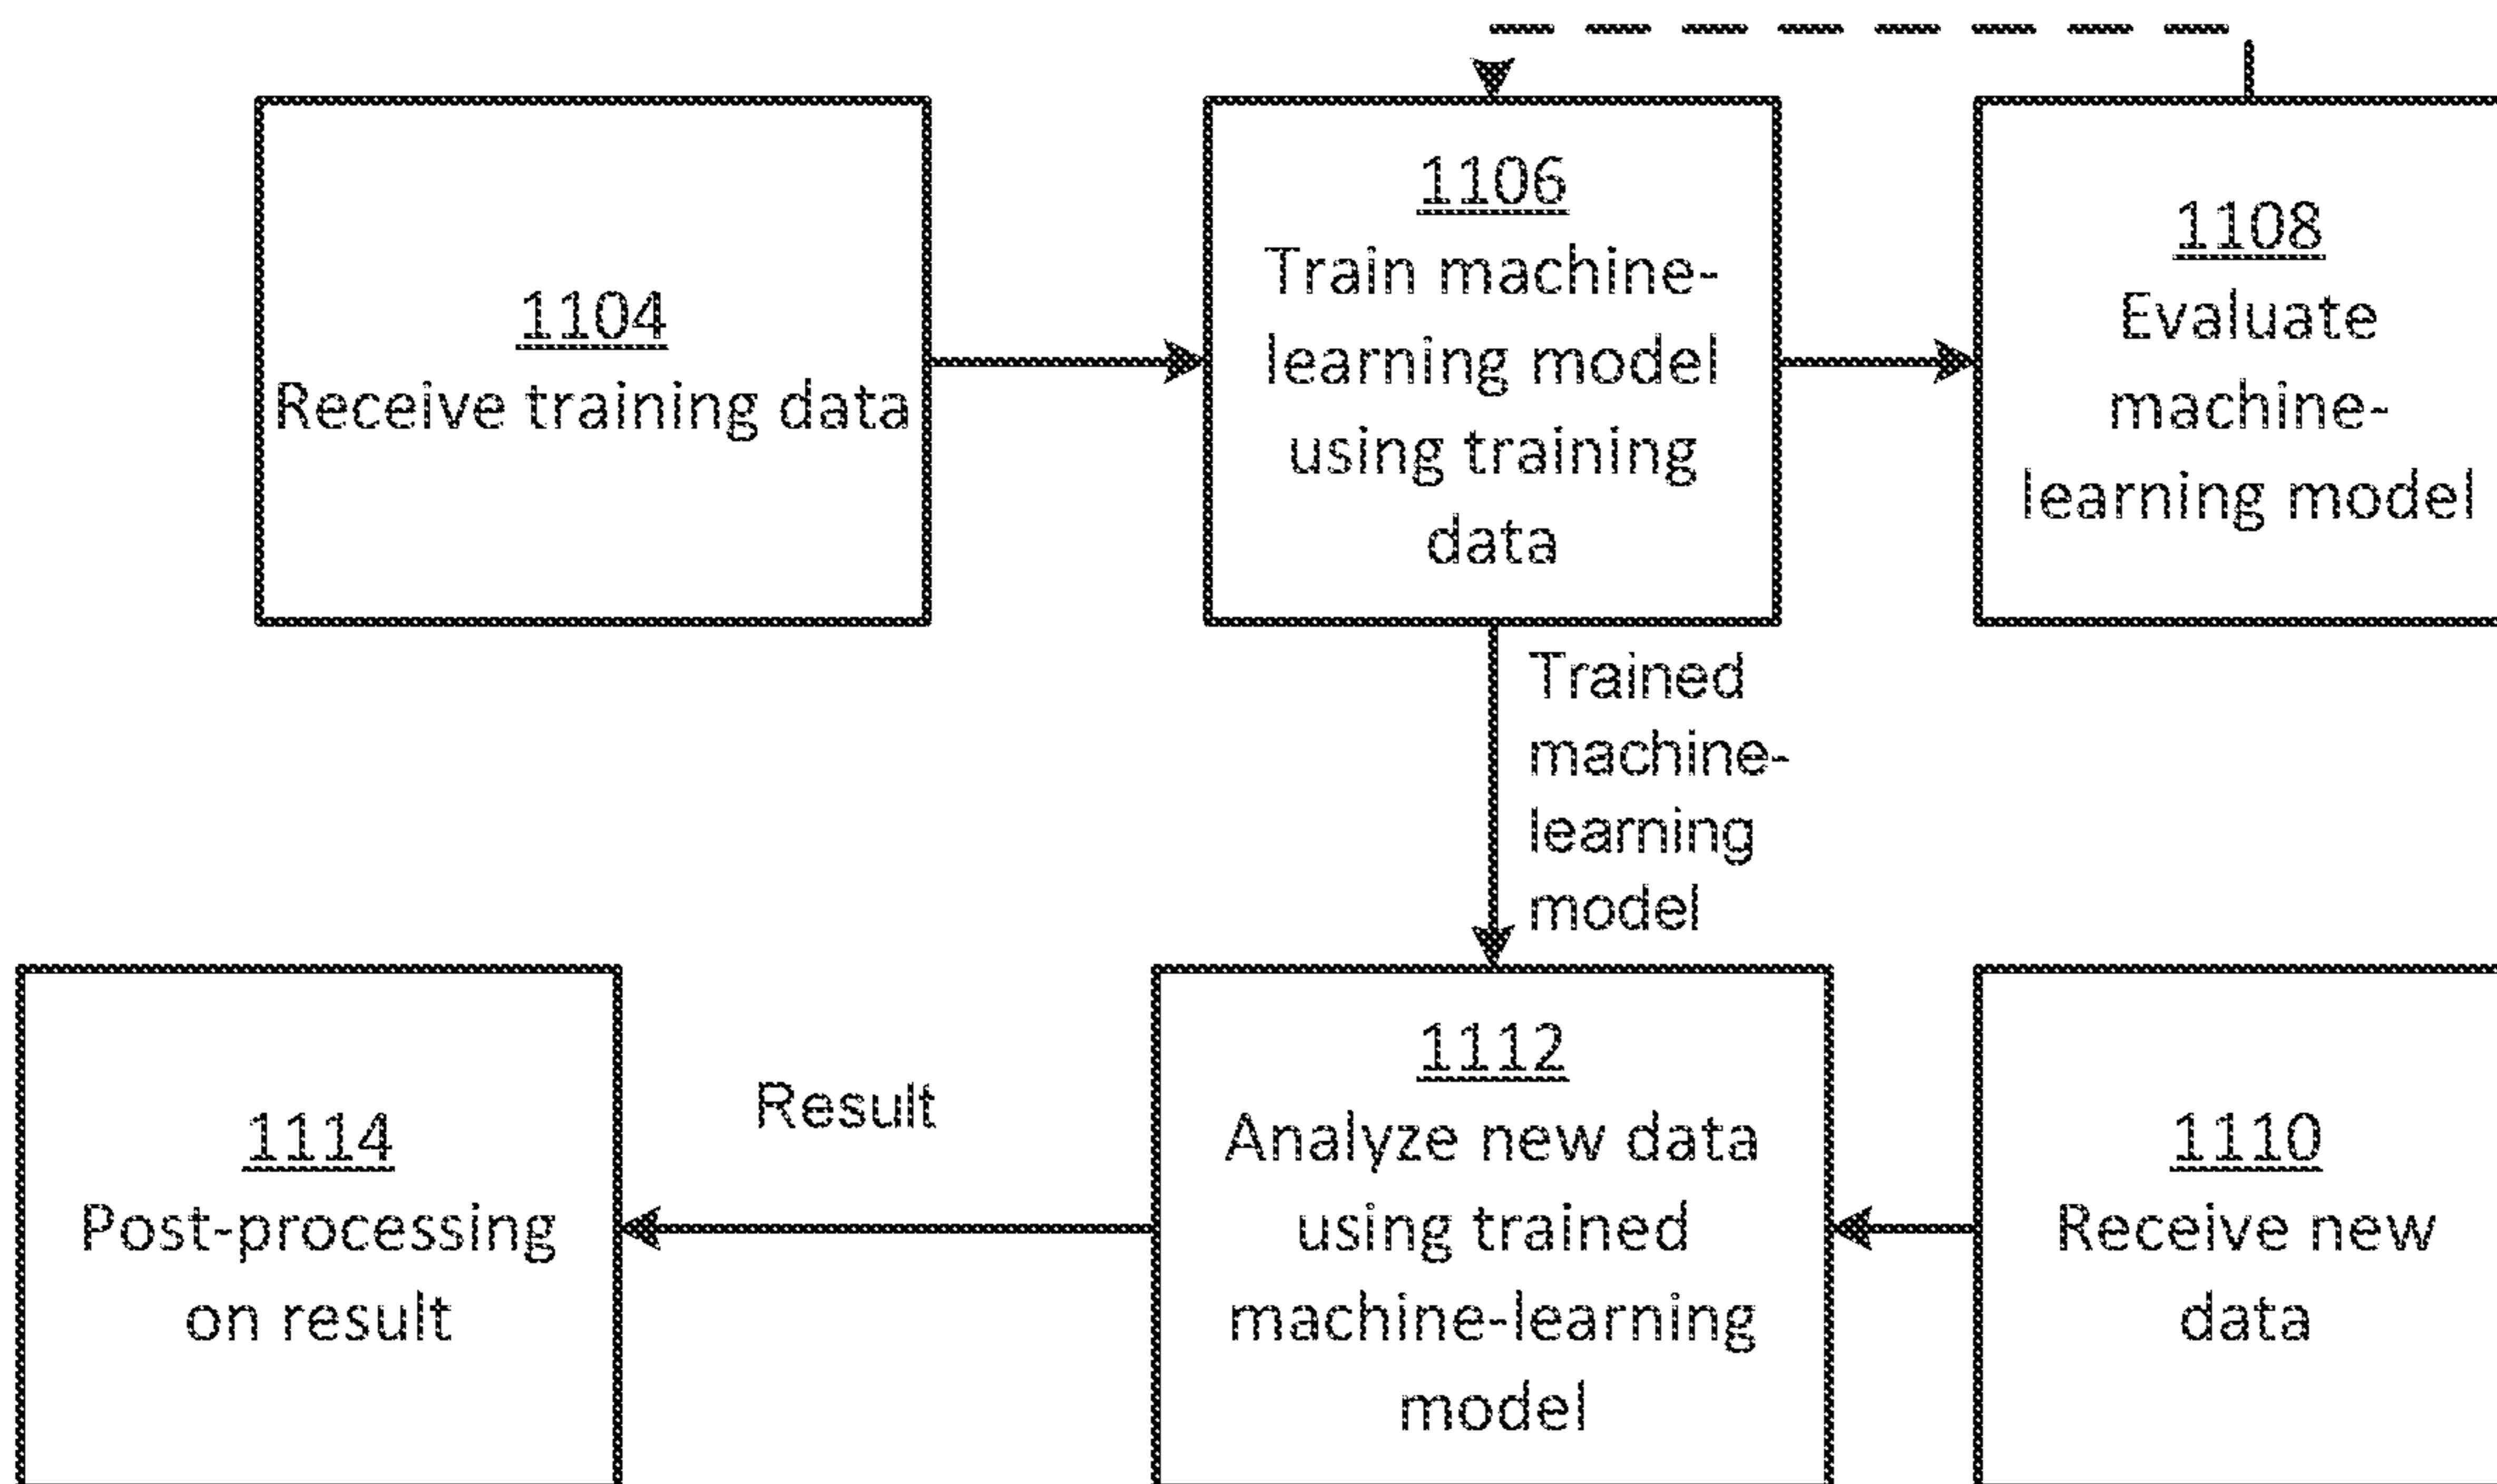 1104
Receive training data
1106
Train machine-
learning model
using training
data
1108
Evaluate
machine-
learning model
Trained
machine-
learning
model
1114
Post-processing
on result
Result
1112
Analyze new data
using trained
machine-learning
model
1110
Receive new
data